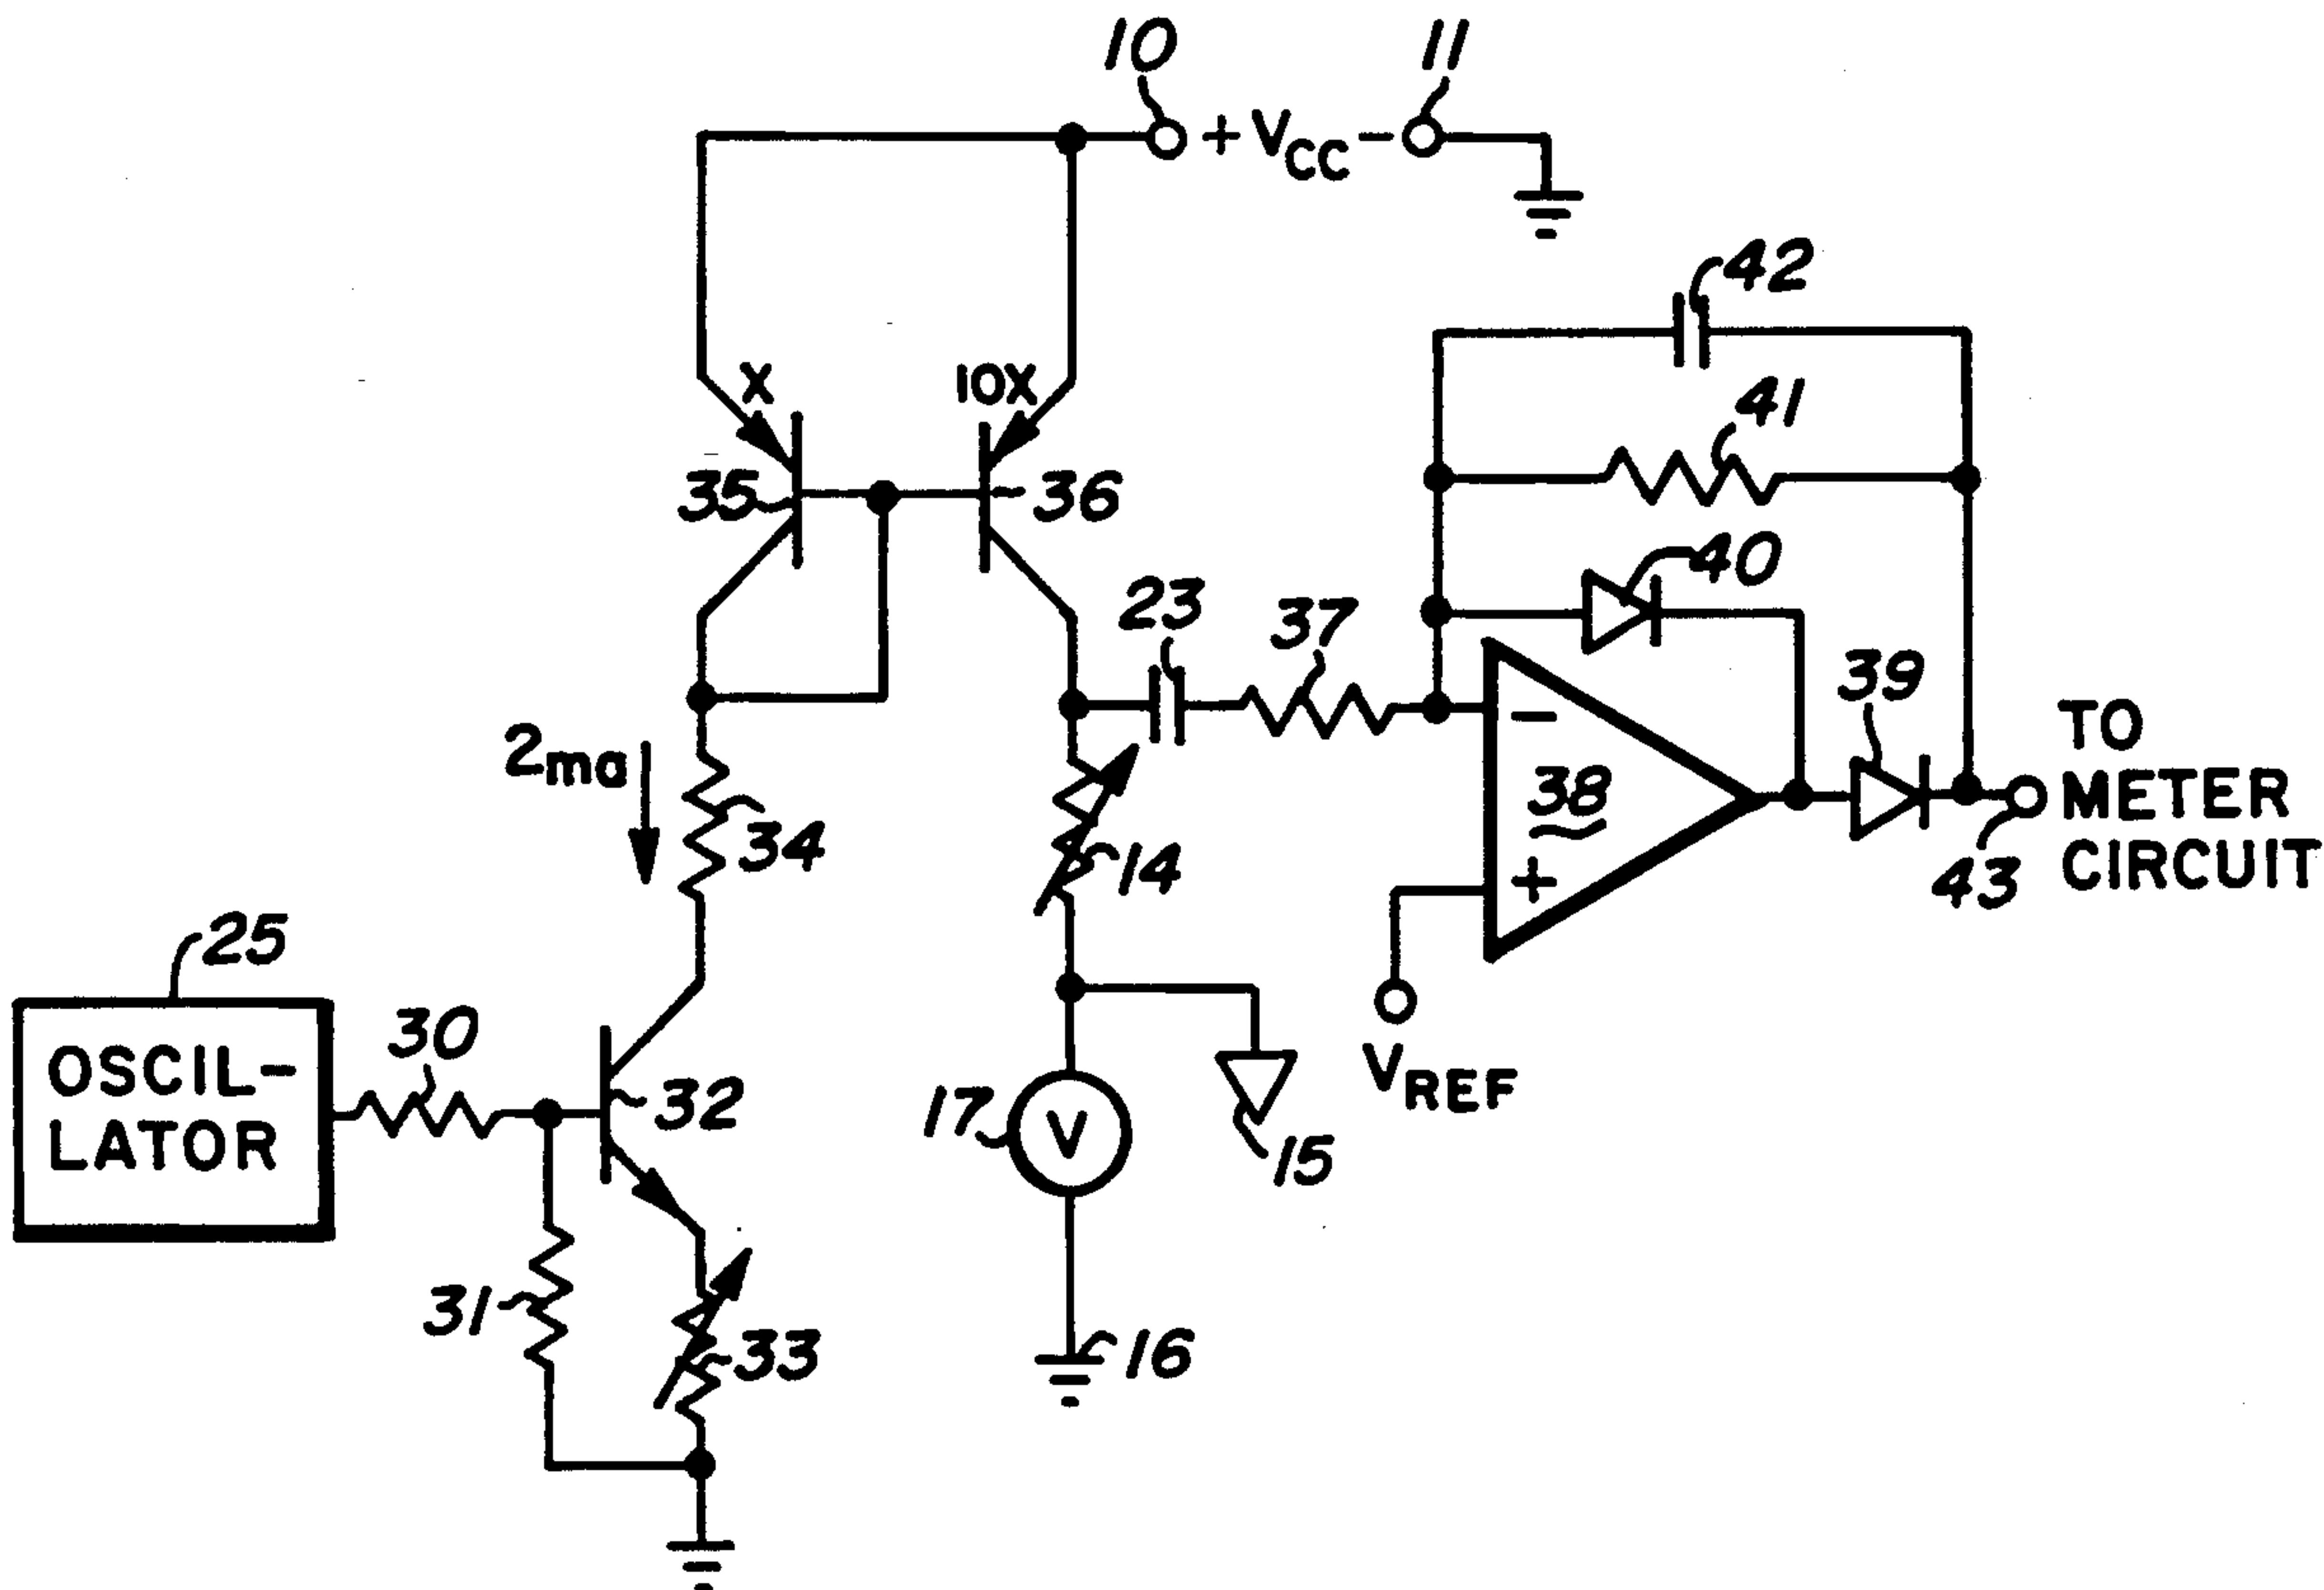 10
11
+VCC-
42
X
10X
41
35
36
40
23
37
39
2ma
TO
METER
CIRCUIT
34
14
-
38
+
43
25
OSCIL-
LATOR
30
32
VREF
17
V
15
31
33
16